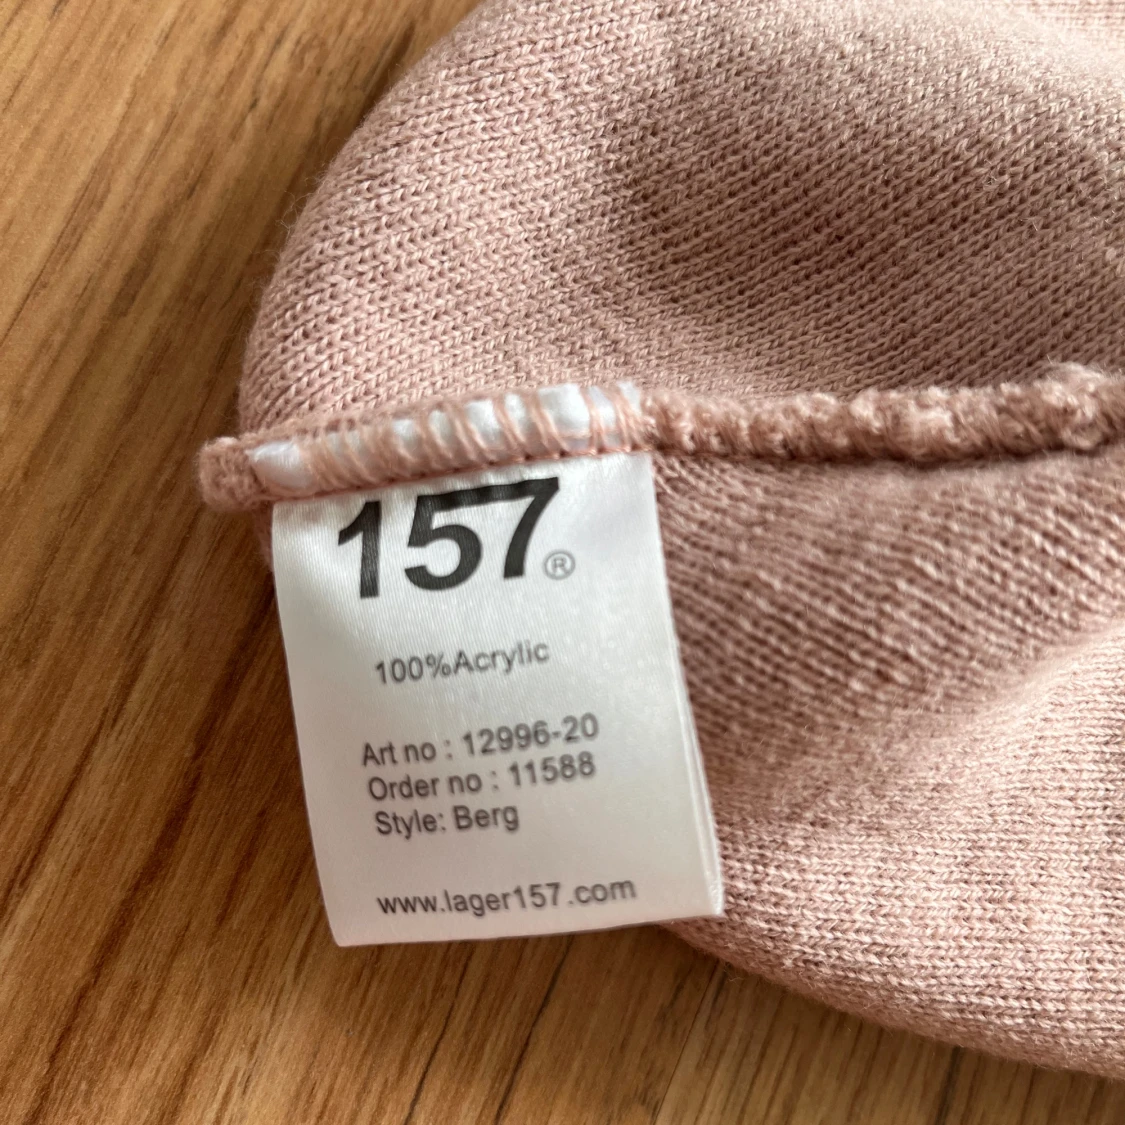 157®
100%Acrylic
Art no : 12996-20
Order no : 11588
Style: Berg
www.lager157.com